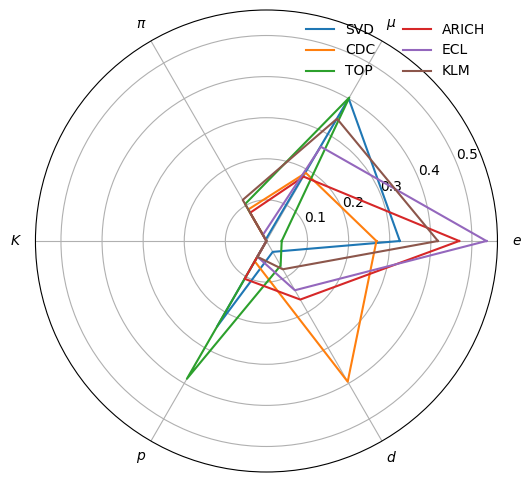 SVD ARICH
CDC ECL
TOP KLM
π
μ
0.5
0.4
0.3
0.2
0.1
K
e
p
d